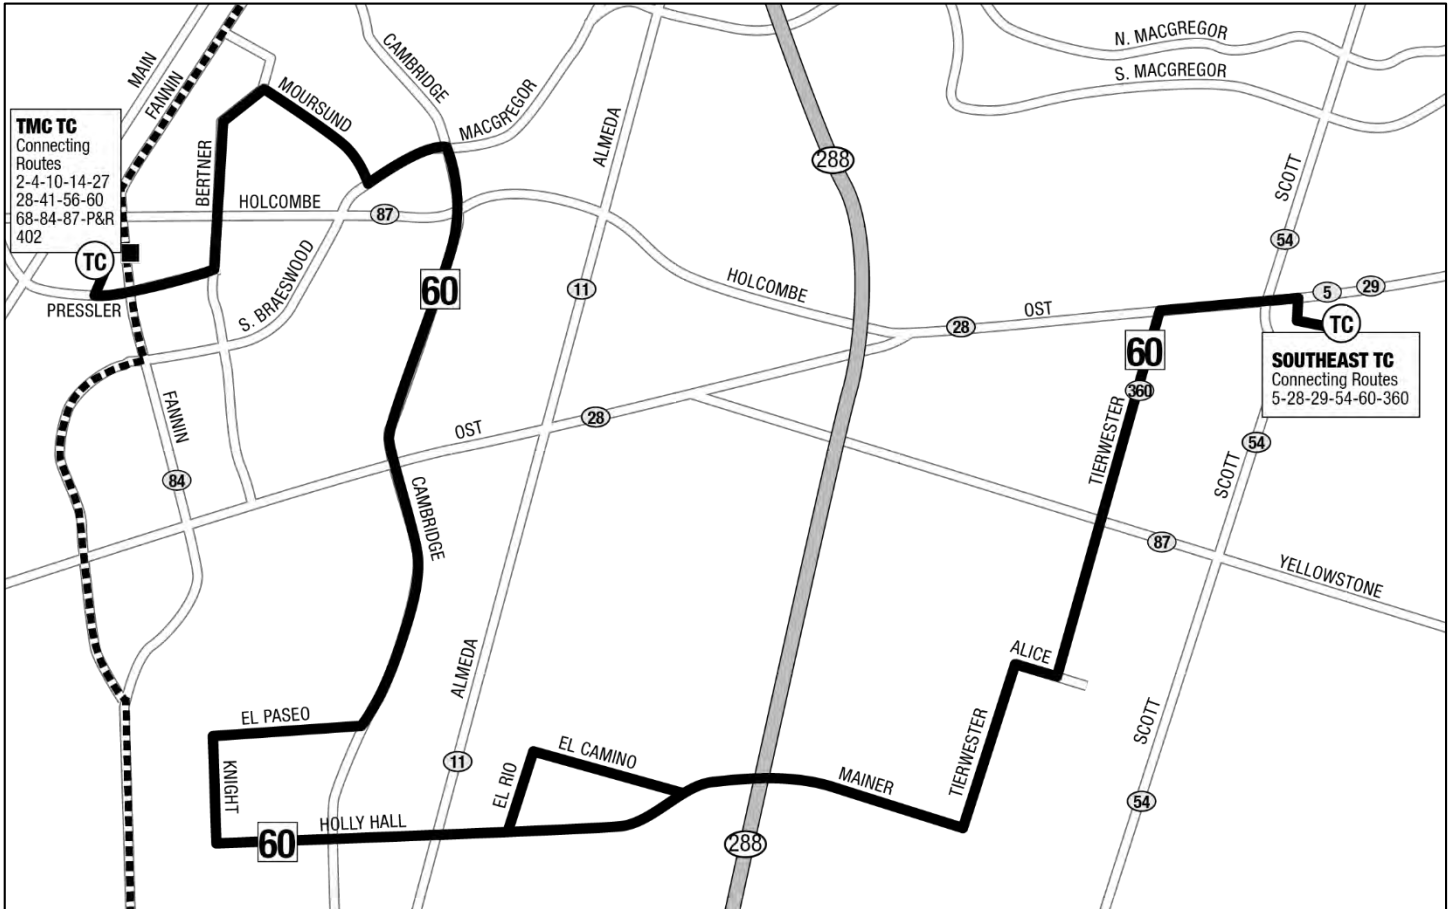 MAIN
FANNIN
CAMBRIDGE
MACGREGOR
MOURSUND
ALMEDA
N. MACGREGOR
S. MACGREGOR
288
TMC TC
Connecting
Routes
2-4-10-14-27
28-41-56-60
68-84-87-P&R
402
BERTNER
HOLCOMBE
87
SCOTT
54
TC
PRESSLER
S. BRAESWOOD
60
11
HOLCOMBE
28
OST
5
29
TC
60
SOUTHEAST TC
Connecting Routes
5-28-29-54-60-360
360
TIERWESTER
FANNIN
84
OST
28
CAMBRIDGE
54
SCOTT
87
YELLOWSTONE
ALMEDA
ALICE
EL PASEO
KNIGHT
11
EL RIO
EL CAMINO
MAINER
TIERWESTER
SCOTT
54
60
HOLLY HALL
288